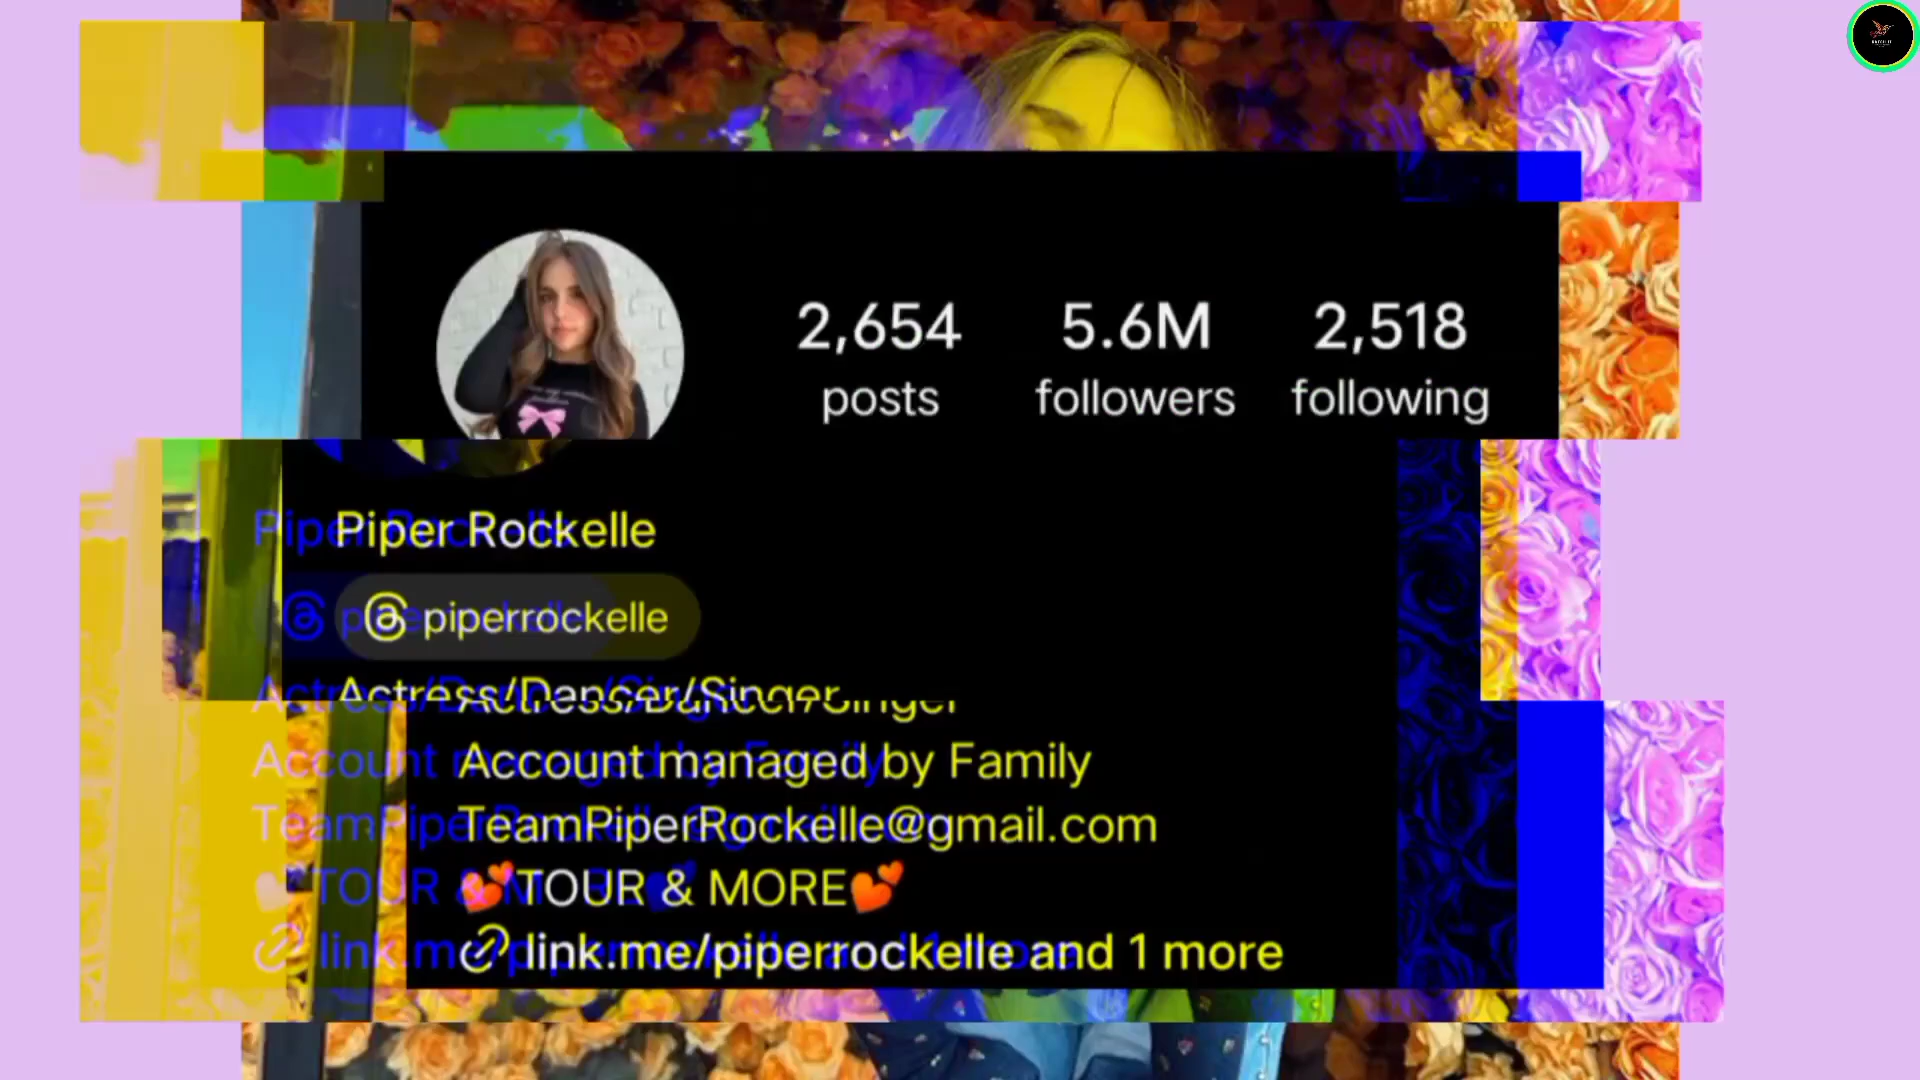 2,654 5.6M 2,518
posts followers following
Piper Rockelle
piperrockelle
Actress/Dancer/Singer
Account managed by Family
TeamPiperRockelle@gmail.com
💕TOUR & MORE💕
link.me/piperrockelle and 1 more